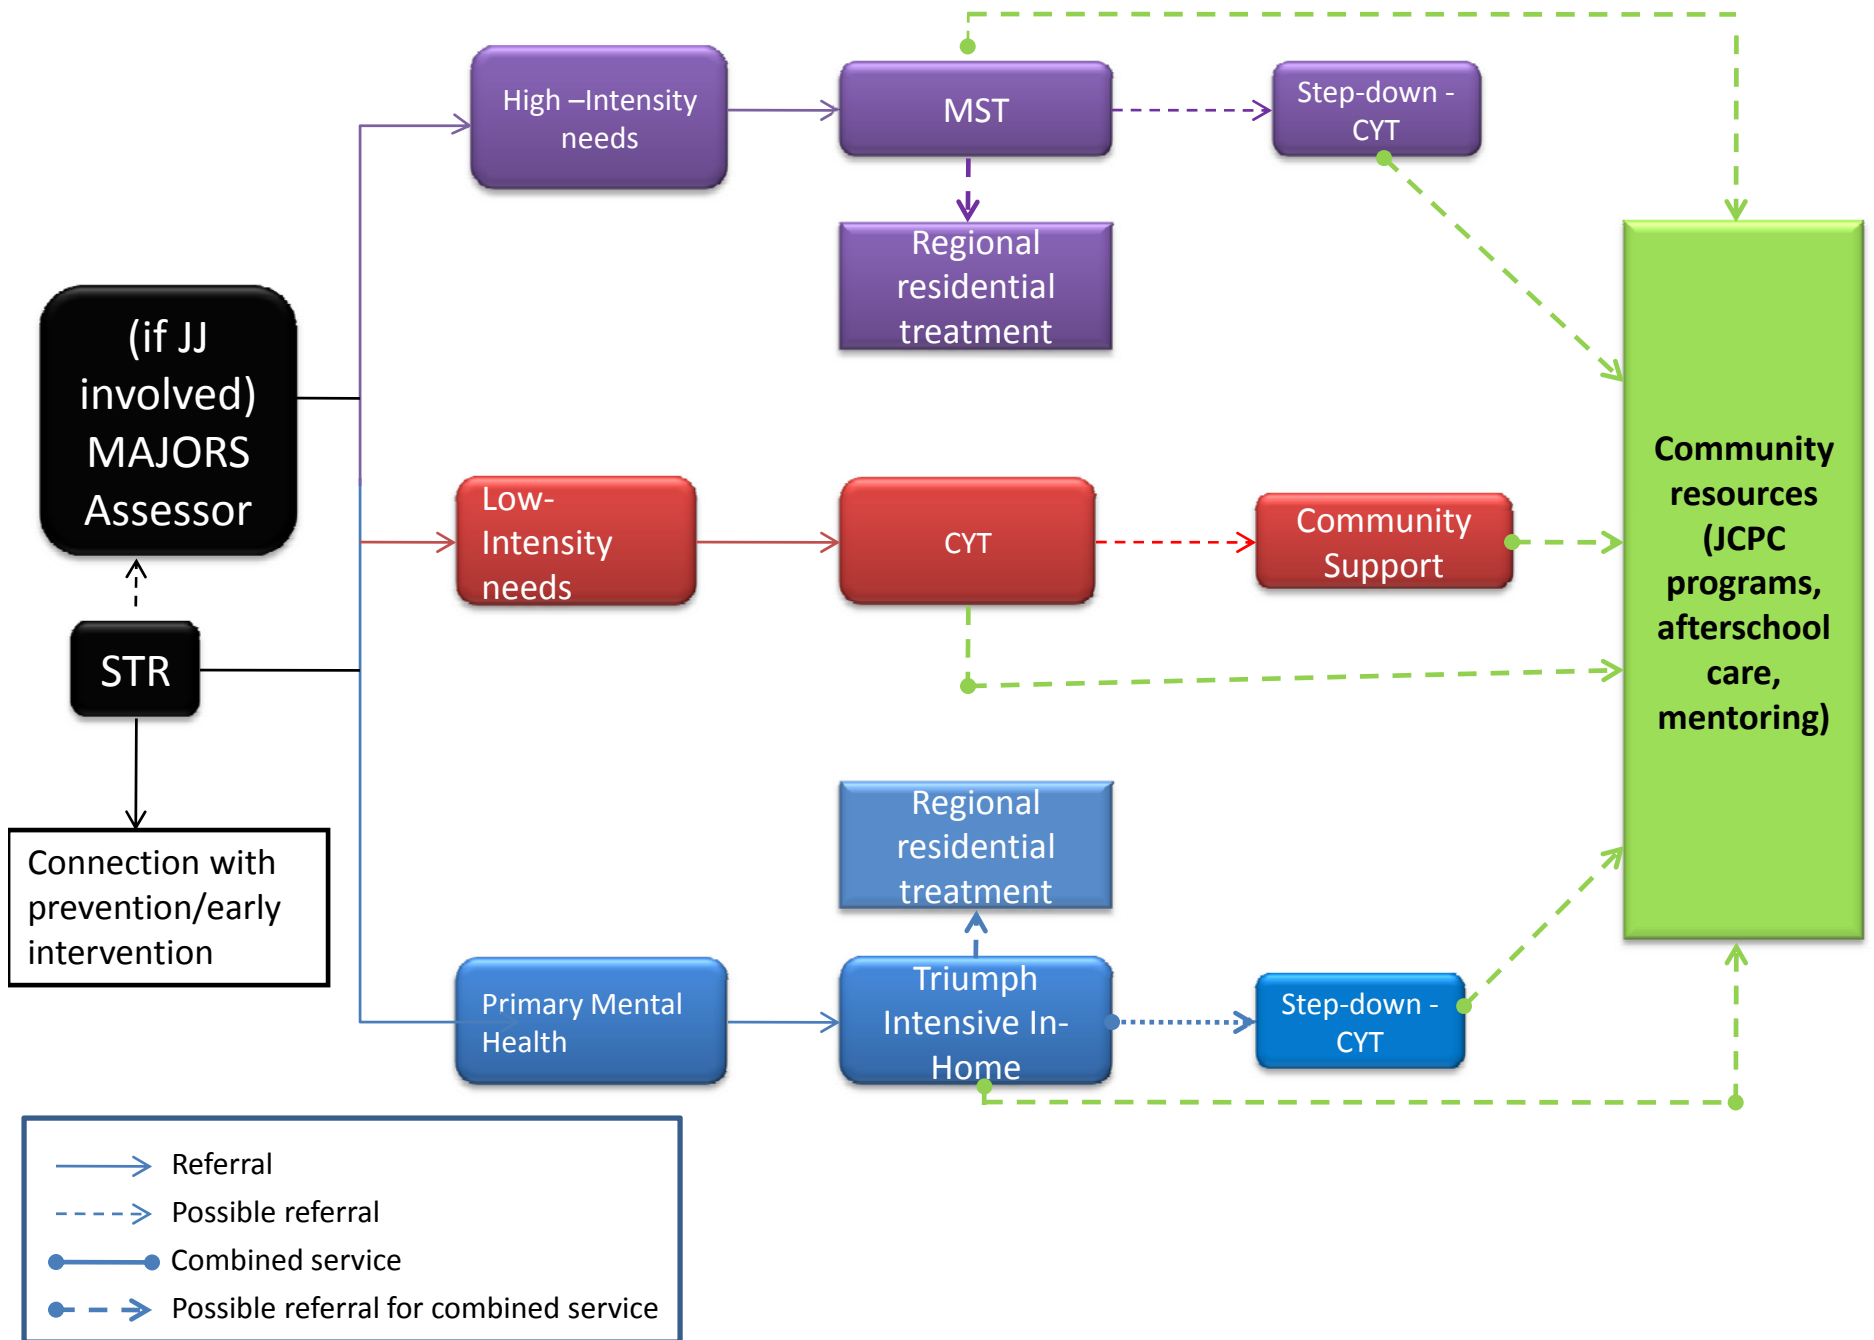 High –Intensity
needs
MST
Step-down -
CYT
Regional
residential
treatment
(if JJ
involved)
MAJORS
Assessor
STR
Connection with
prevention/early
intervention
Low-
Intensity
needs
CYT
Community
Support
Community
resources
(JCPC
programs,
afterschool
care,
mentoring)
Regional
residential
treatment
Primary Mental
Health
Triumph
Intensive In-
Home
Step-down -
CYT
Referral
Possible referral
Combined service
Possible referral for combined service